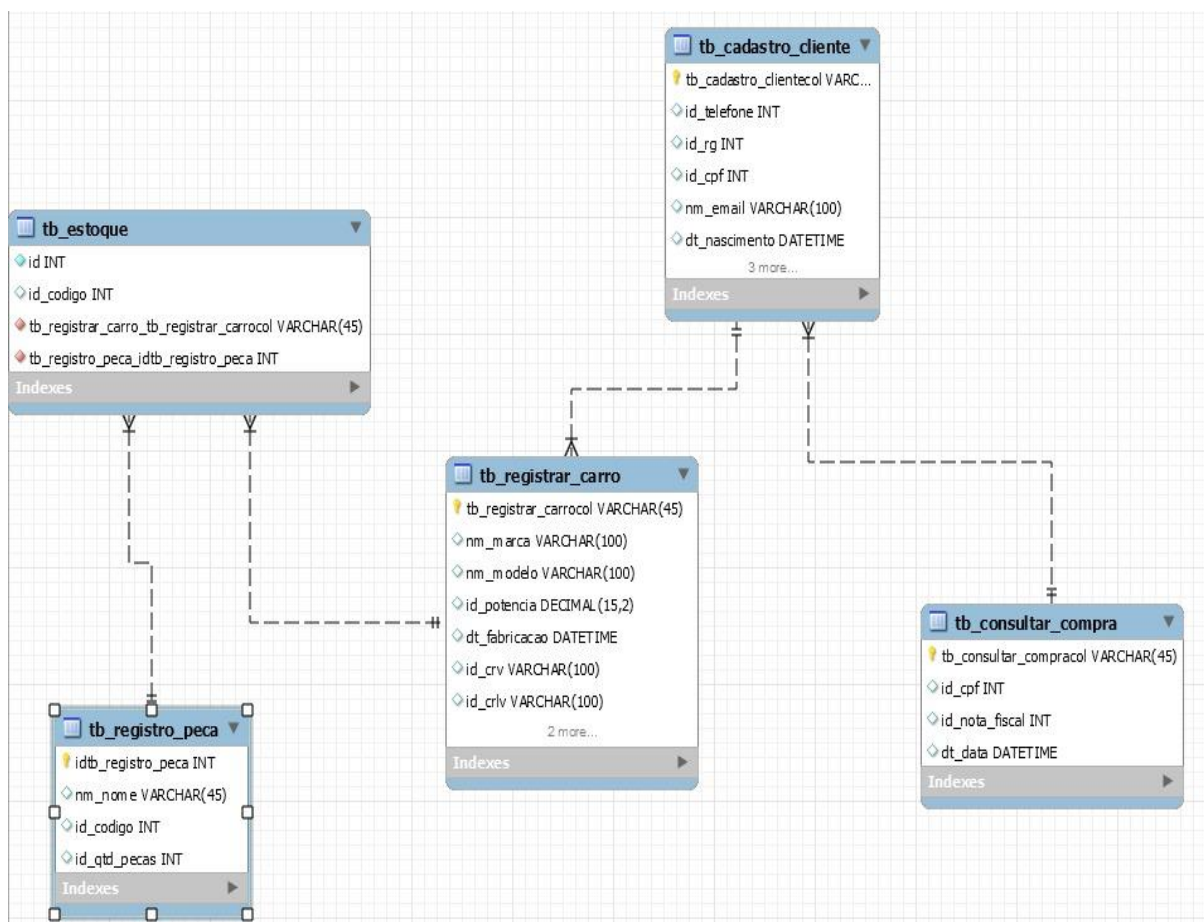 tb_cadastro_cliente
tb_cadastro_clientecol VARC...
id_telefone INT
id_rg INT
id_cpf INT
nm_email VARCHAR(100)
dt_nascimento DATETIME
3 more...
Indexes
tb_estoque
id INT
id_codigo INT
tb_registrar_carro_tb_registrar_carrocol VARCHAR(45)
tb_registro_peca_idtb_registro_peca INT
Indexes
tb_registrar_carro
tb_registrar_carrocol VARCHAR(45)
nm_marca VARCHAR(100)
nm_modelo VARCHAR(100)
id_potencia DECIMAL(15,2)
dt_fabricacao DATETIME
id_crv VARCHAR(100)
id_crlv VARCHAR(100)
2 more...
Indexes
tb_consultar_compra
tb_consultar_compracol VARCHAR(45)
id_cpf INT
id_nota_fiscal INT
dt_data DATETIME
Indexes
tb_registro_peca
idtb_registro_peca INT
nm_nome VARCHAR(45)
id_codigo INT
id_qtd_pecas INT
Indexes